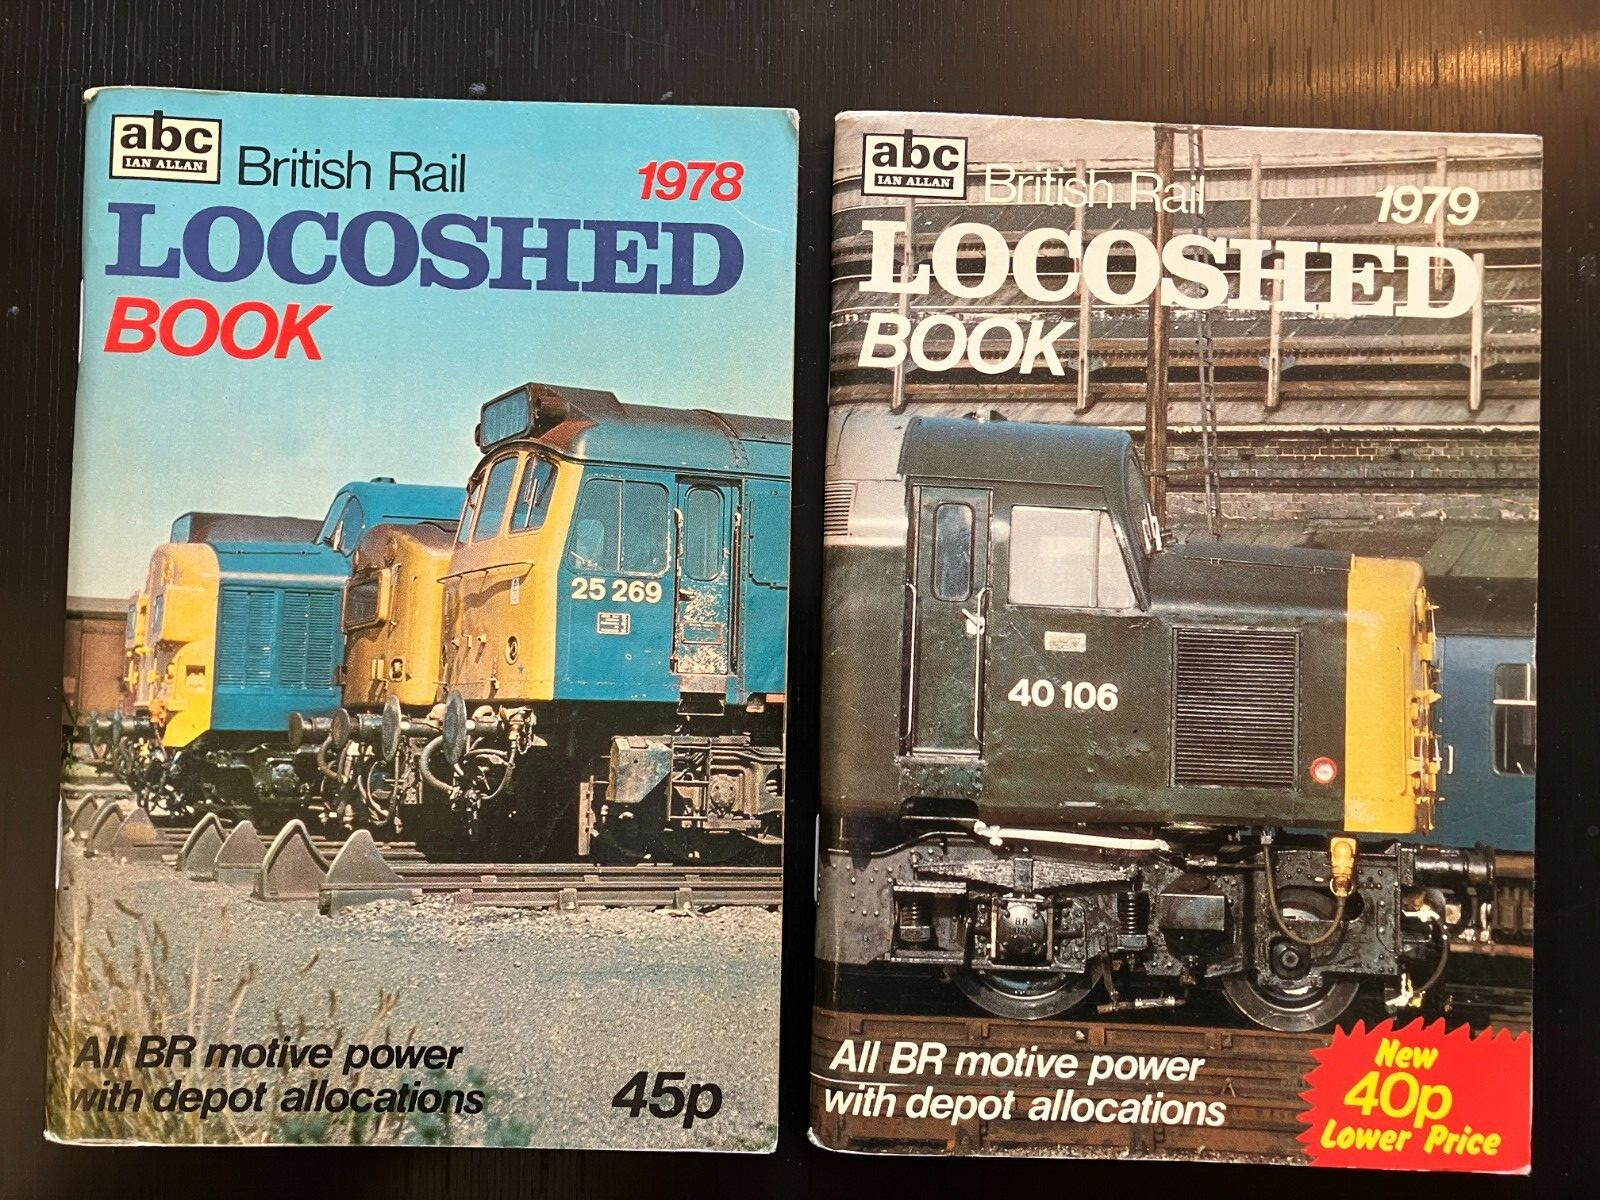 abc
IAN ALLAN
British Rail
1978
LOCOSHED
BOOK
25 269
All BR motive power
with depot allocations
45p
abc
IAN ALLAN
British Rail
1979
LOCOSHED
BOOK
40 106
BR
All BR motive power
with depot allocations
New
40p
Lower Price